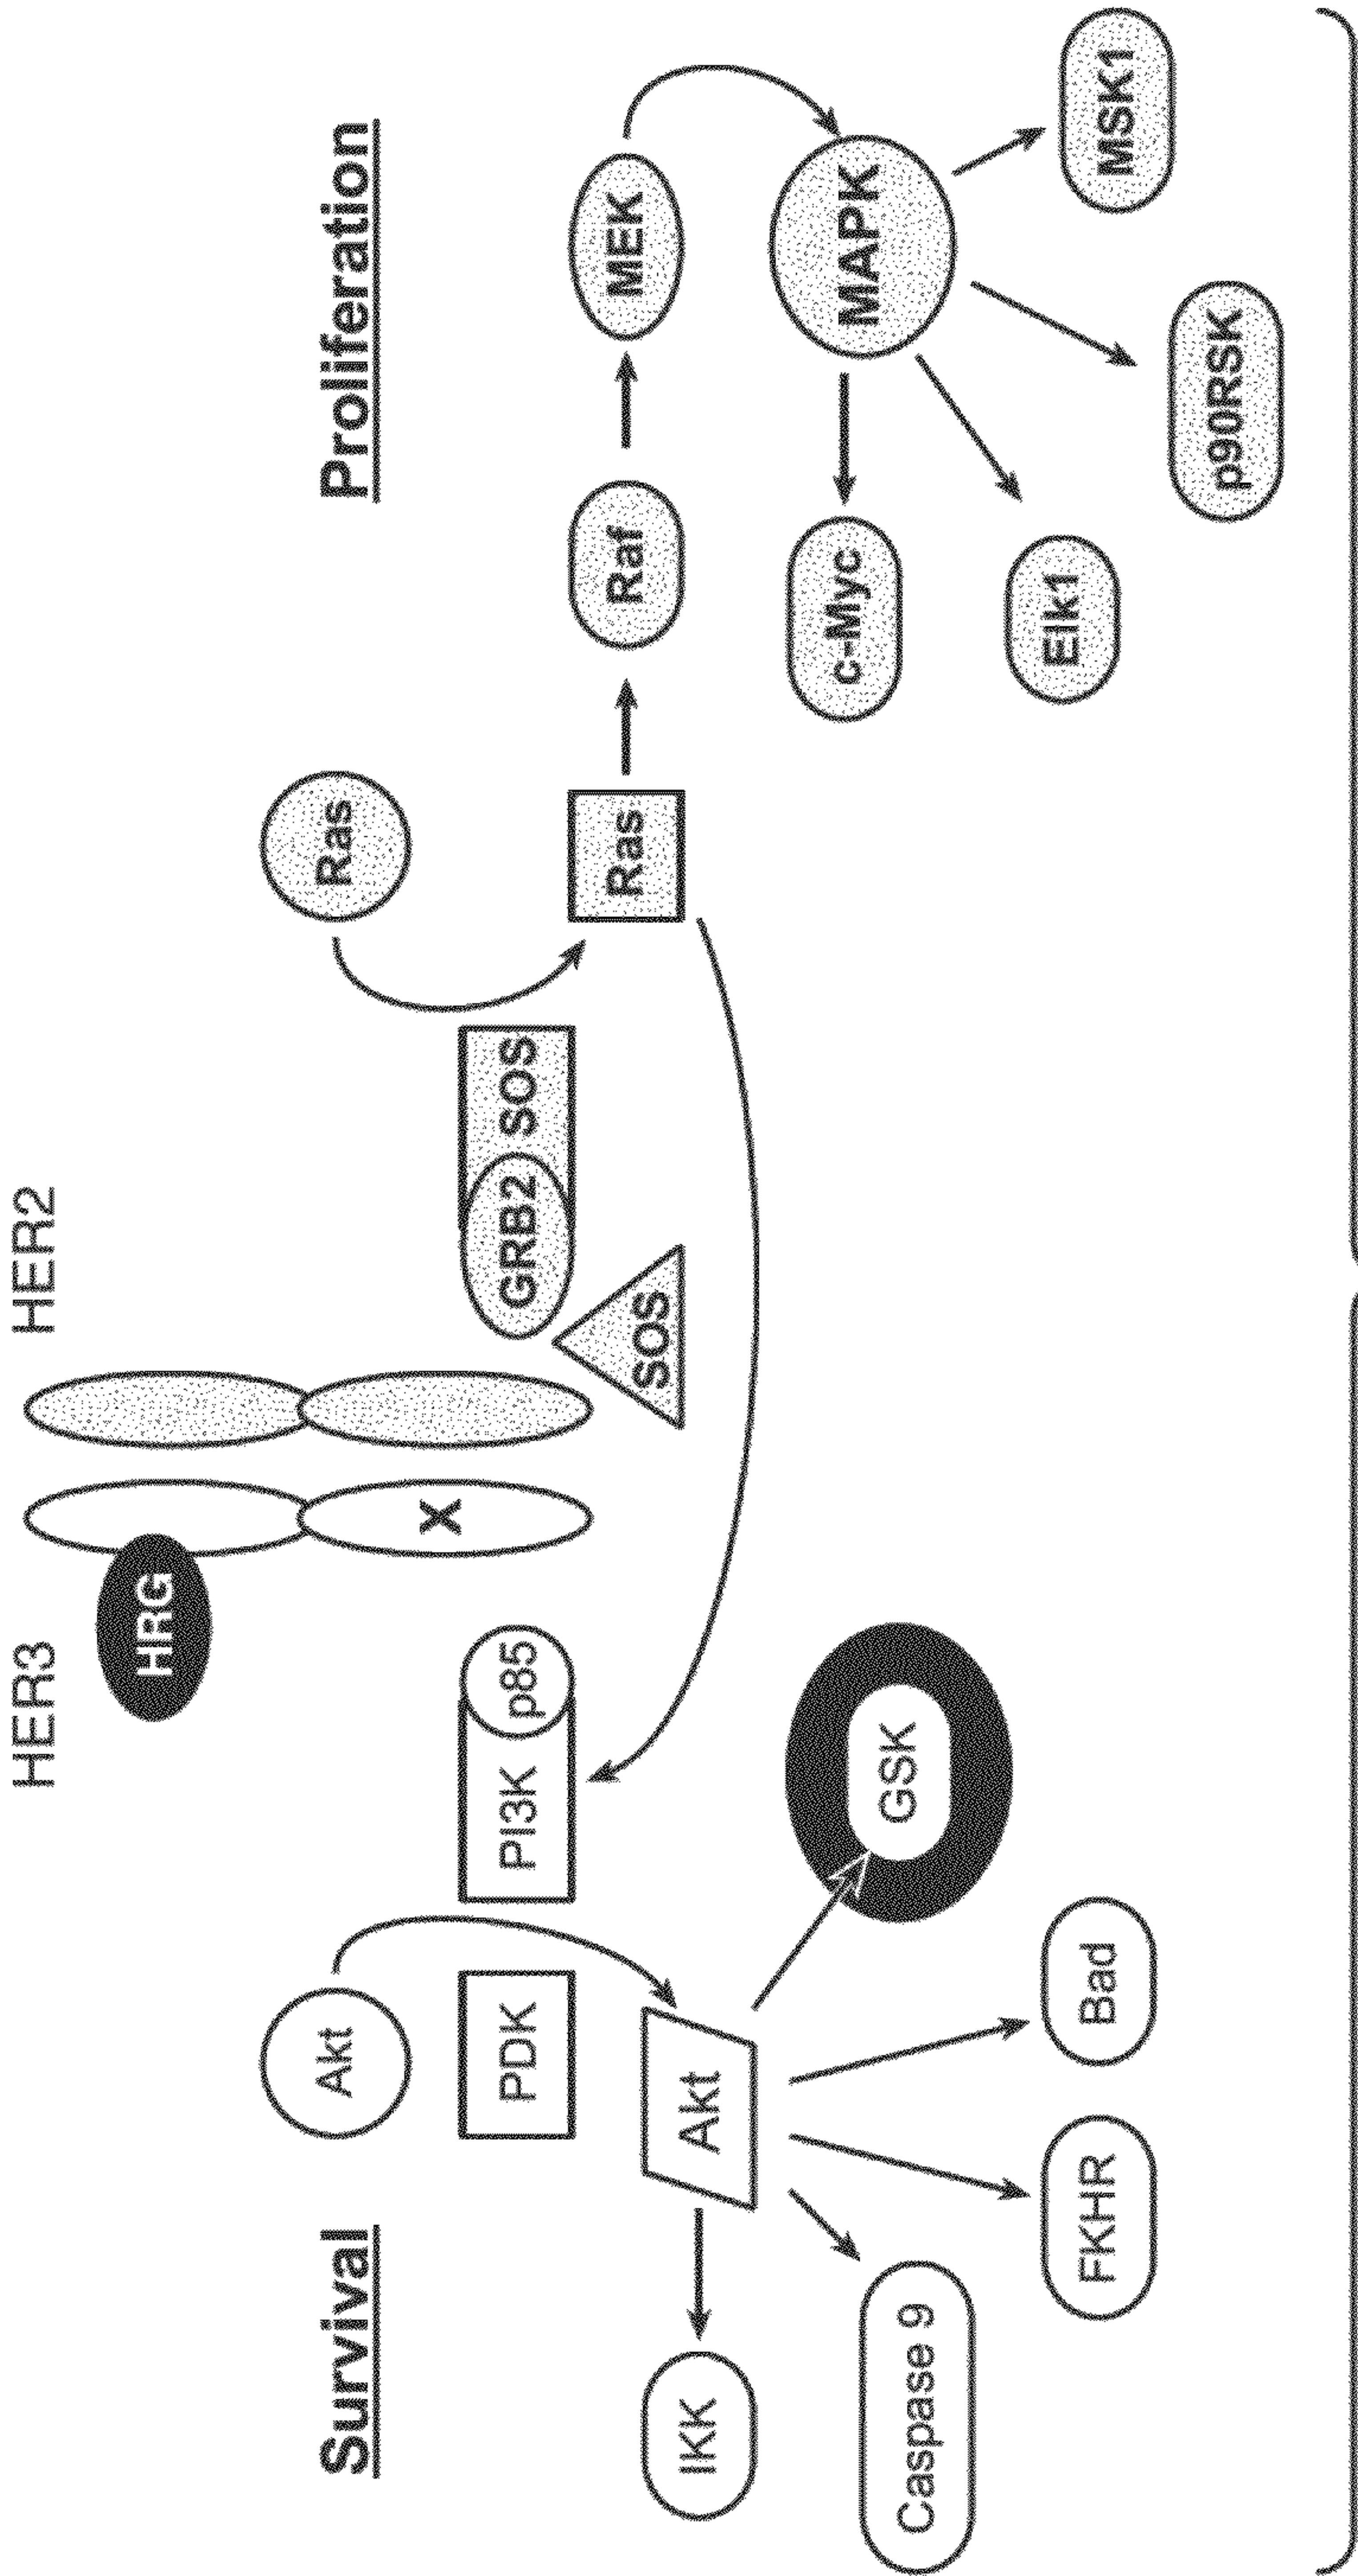 HER3
HER2
HRG
X
Survival
Proliferation
Akt
Ras
PDK
PI3K
p85
GRB2
SOS
SOS
Akt
Ras
Raf
MEK
IKK
GSK
c-Myc
MAPK
Caspase 9
FKHR
Bad
Elk1
p90RSK
MSK1